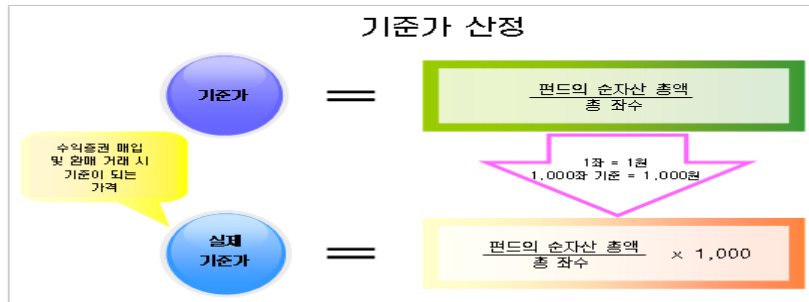 기준가 산정
기준가
=
펀드의 순자산 총액
총 좌수
수익증권 매입
및 환매 거래 시
기준이 되는
가격
1좌 = 1원
1,000좌 기준 = 1,000원
실제
기준가
=
펀드의 순자산 총액
총 좌수
× 1,000